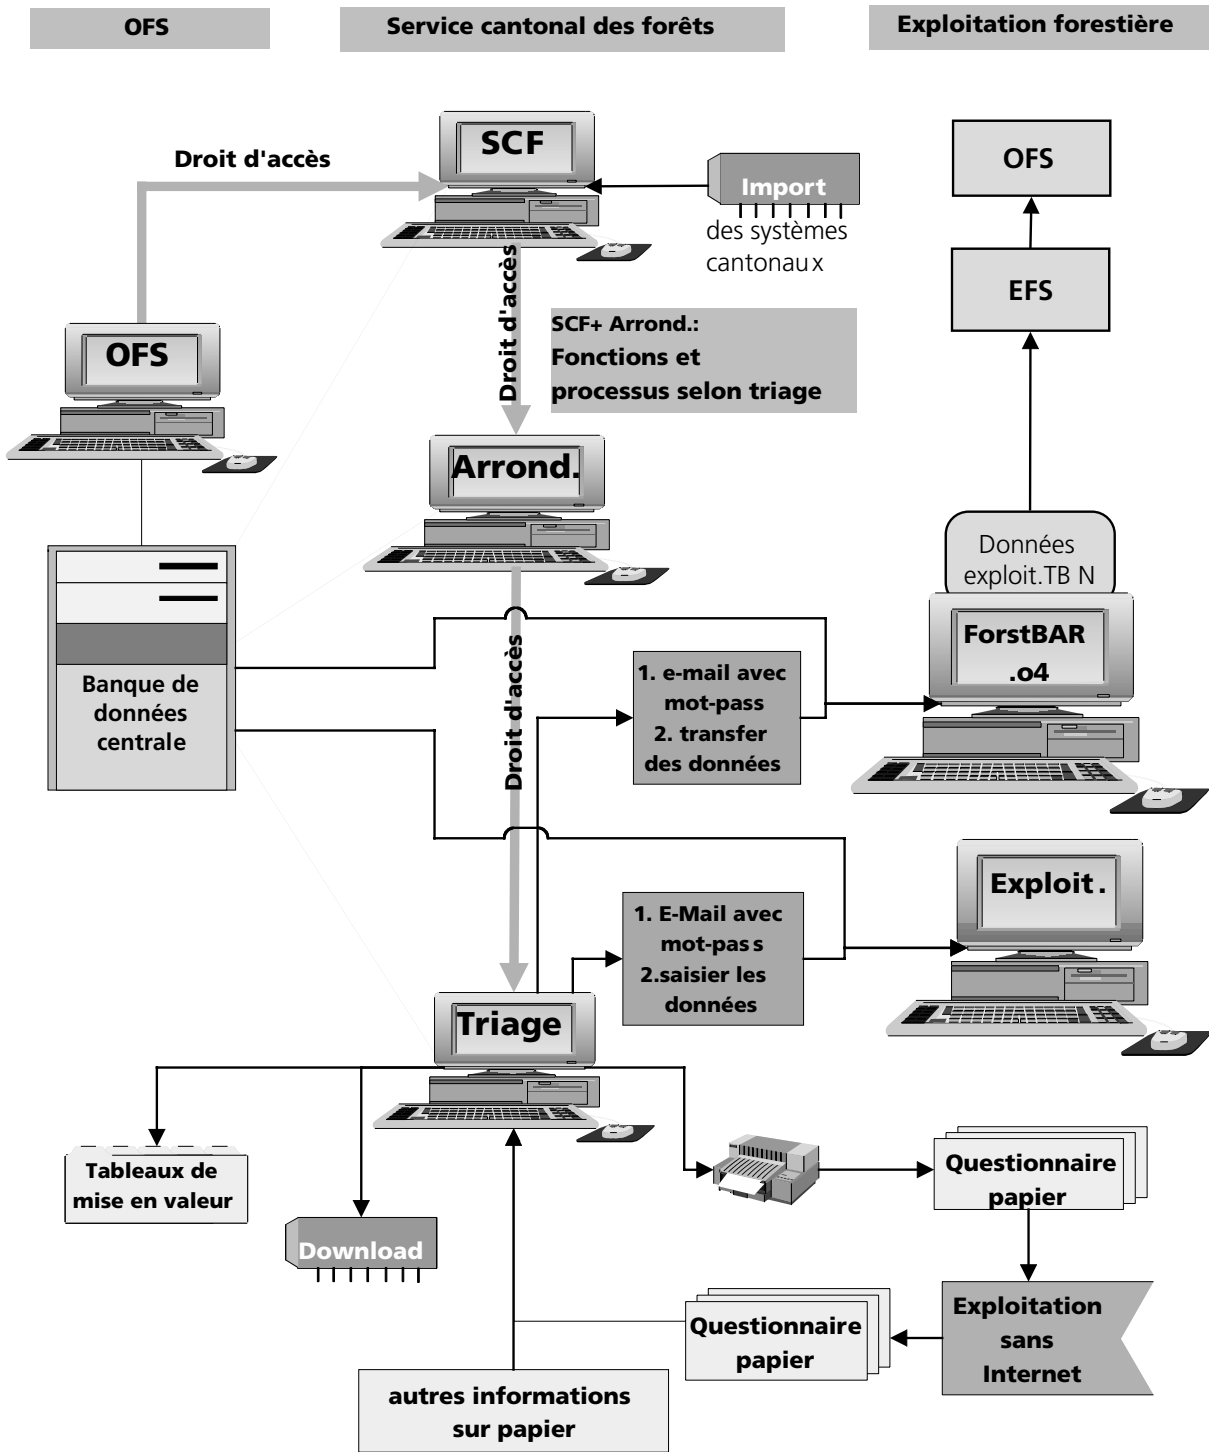 OFS
Service cantonal des forêts
Exploitation forestière
SCF
Droit d'accès
Import
des systèmes
cantonaux
OFS
EFS
Droit d'accès
SCF+ Arrond.:
Fonctions et
processus selon triage
OFS
Arrond.
Données
exploit.TB N
ForstBAR
.o4
Banque de
données
centrale
Droit d'accès
1. e-mail avec
mot-pass
2. transfer
des données
Exploit.
1. E-Mail avec
mot-pass
2.saisier les
données
Triage
Tableaux de
mise en valeur
Download
Questionnaire
papier
Exploitation
sans
Internet
Questionnaire
papier
autres informations
sur papier